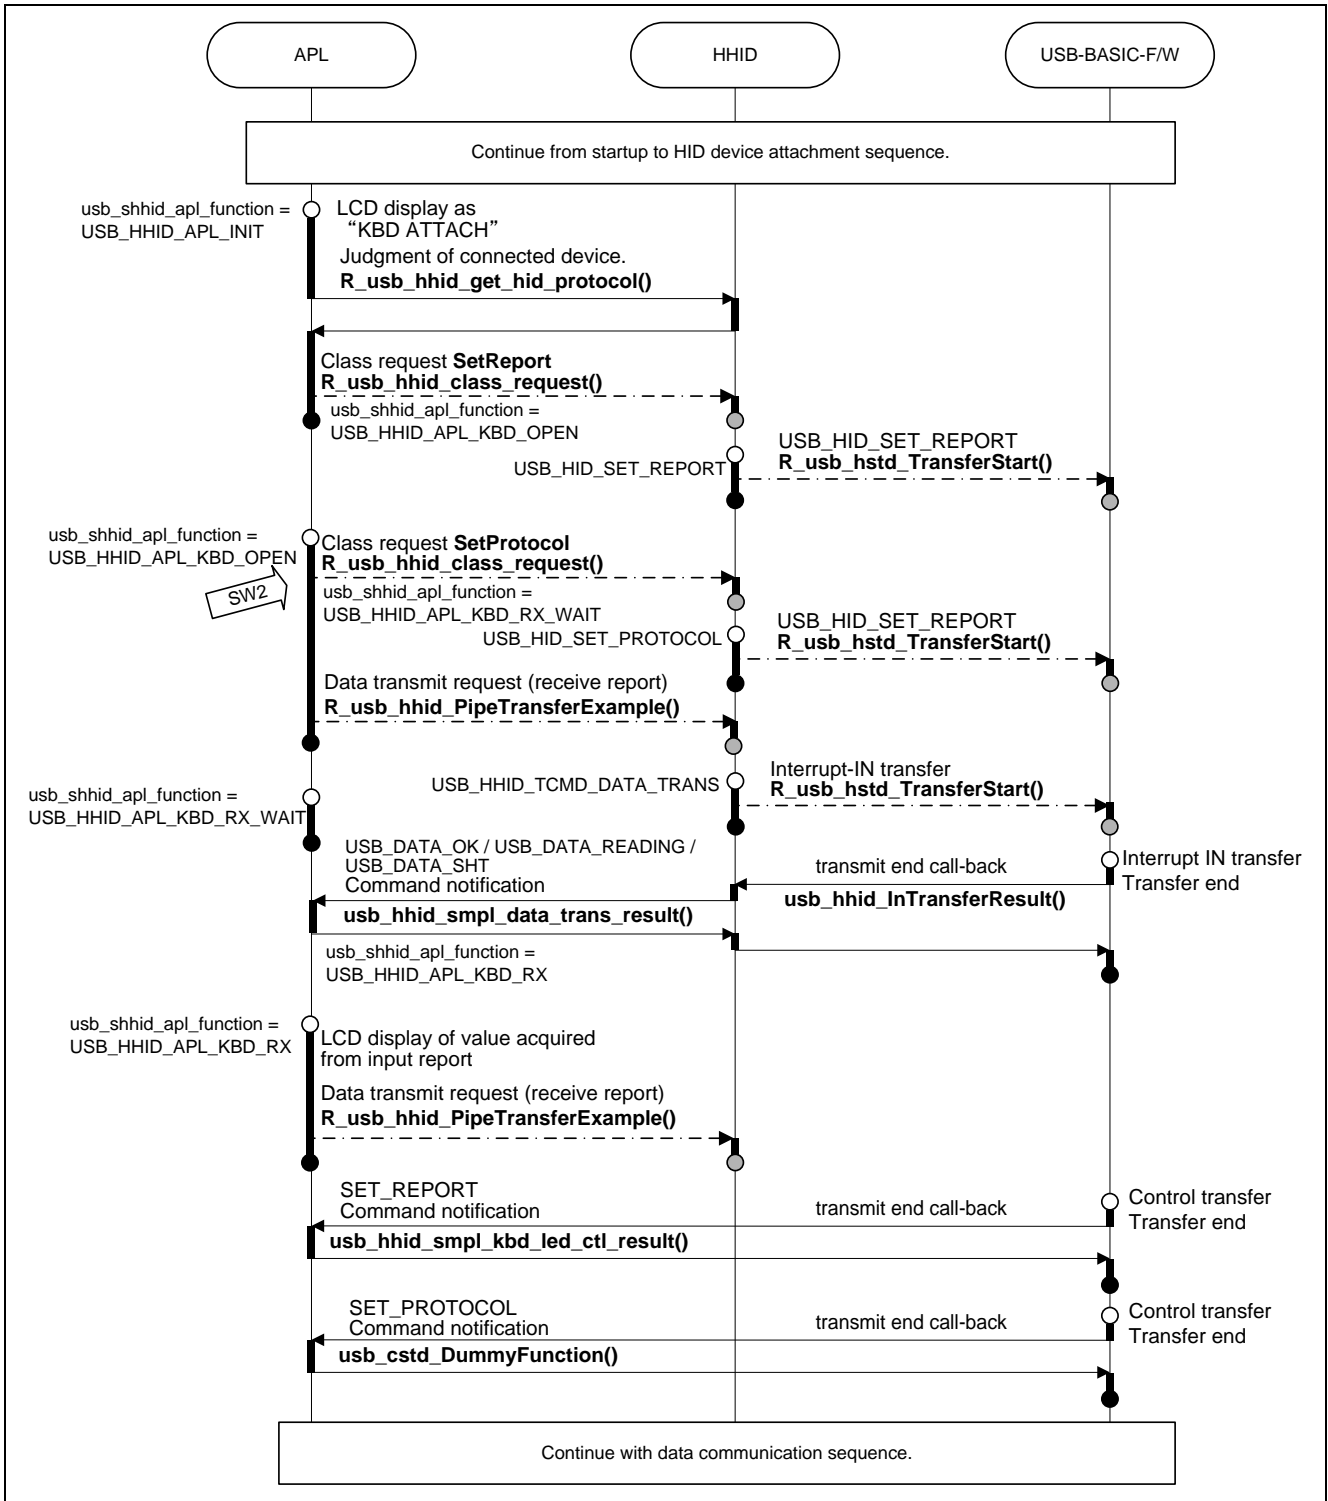 APL
HHID
USB-BASIC-F/W
Continue from startup to HID device attachment sequence.
usb_shhid_apl_function =
USB_HHID_APL_INIT
LCD display as
“KBD ATTACH”
Judgment of connected device.
R_usb_hhid_get_hid_protocol()
Class request SetReport
R_usb_hhid_class_request()
usb_shhid_apl_function =
USB_HHID_APL_KBD_OPEN
USB_HID_SET_REPORT
USB_HID_SET_REPORT
R_usb_hstd_TransferStart()
usb_shhid_apl_function =
USB_HHID_APL_KBD_OPEN
SW2
Class request SetProtocol
R_usb_hhid_class_request()
usb_shhid_apl_function =
USB_HHID_APL_KBD_RX_WAIT
USB_HID_SET_PROTOCOL
USB_HID_SET_REPORT
R_usb_hstd_TransferStart()
Data transmit request (receive report)
R_usb_hhid_PipeTransferExample()
USB_HHID_TCMD_DATA_TRANS
Interrupt-IN transfer
R_usb_hstd_TransferStart()
usb_shhid_apl_function =
USB_HHID_APL_KBD_RX_WAIT
USB_DATA_OK / USB_DATA_READING /
USB_DATA_SHT
Command notification
usb_hhid_smpl_data_trans_result()
transmit end call-back
usb_hhid_InTransferResult()
Interrupt IN transfer
Transfer end
usb_shhid_apl_function =
USB_HHID_APL_KBD_RX
usb_shhid_apl_function =
USB_HHID_APL_KBD_RX
LCD display of value acquired
from input report
Data transmit request (receive report)
R_usb_hhid_PipeTransferExample()
SET_REPORT
Command notification
usb_hhid_smpl_kbd_led_ctl_result()
transmit end call-back
Control transfer
Transfer end
SET_PROTOCOL
Command notification
usb_cstd_DummyFunction()
transmit end call-back
Control transfer
Transfer end
Continue with data communication sequence.